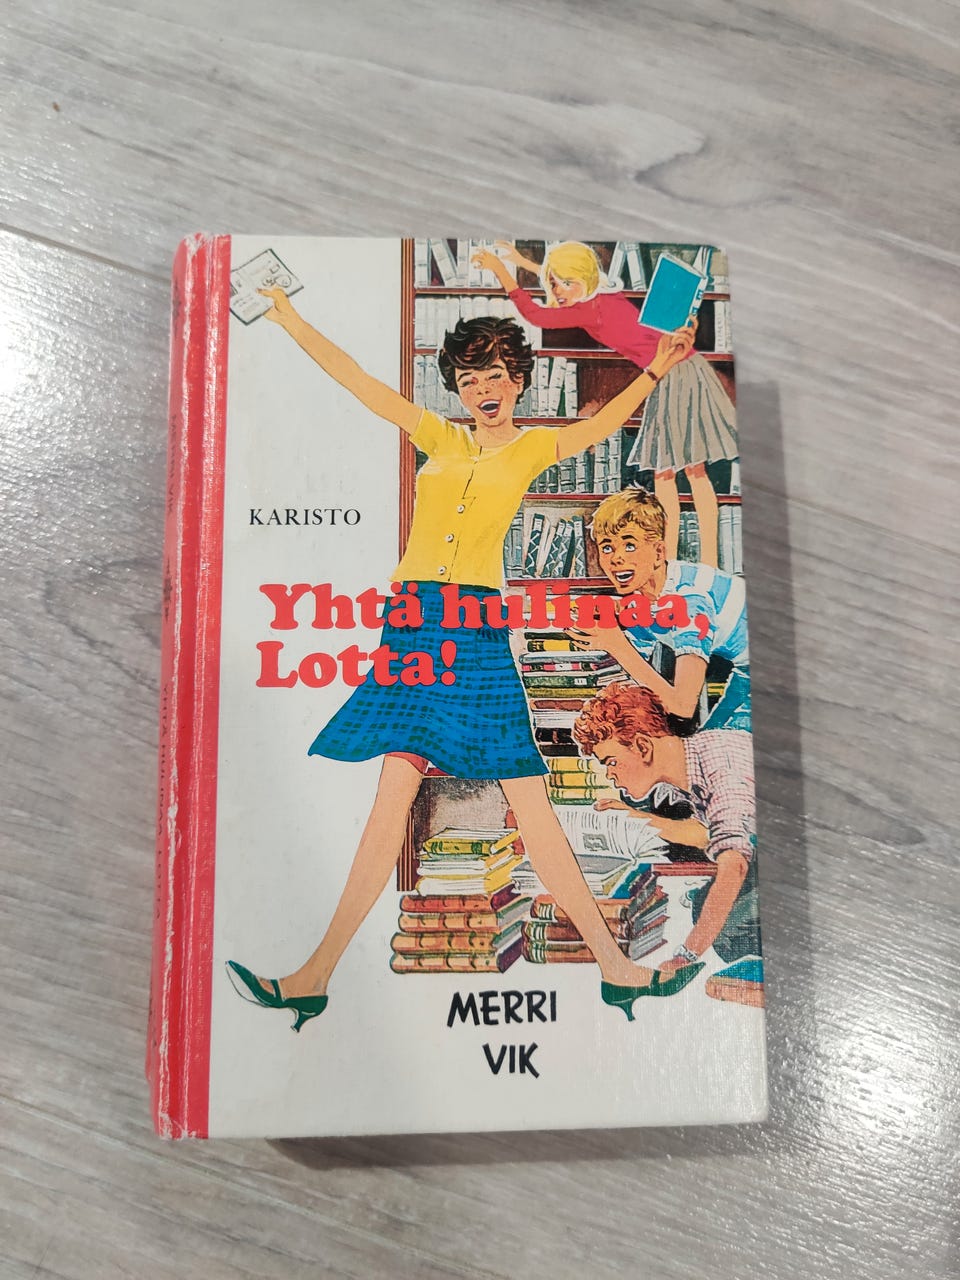 KARISTO
Yhtä hulinaa,
Lotta!
MERRI
VIK